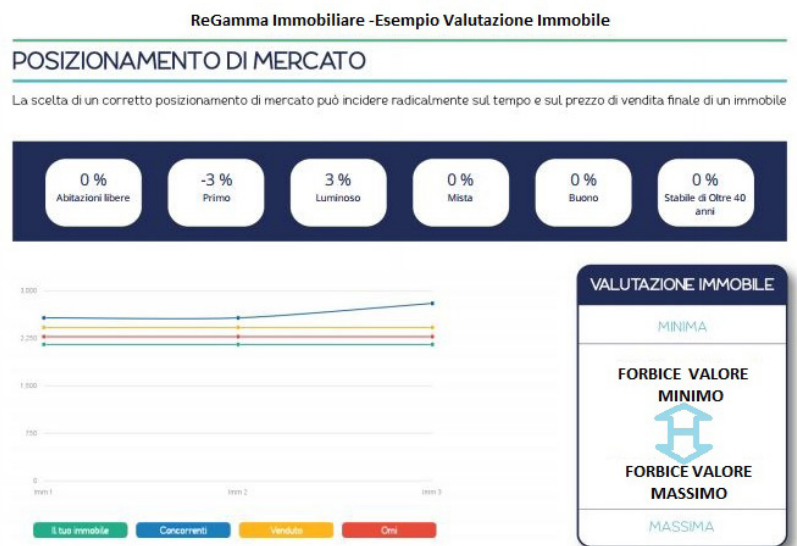 ReGamma Immobiliare -Esempio Valutazione Immobile
POSIZIONAMENTO DI MERCATO
La scelta di un corretto posizionamento di mercato può incidere radicalmente sul tempo e sul prezzo di vendita finale di un immobile
0 %
Abitazioni libere
-3 %
Primo
3 %
Luminoso
0 %
Mista
0 %
Buono
0 %
Stabile di Oltre 40
anni
3,000
2,250
1,500
750
0
Imm 1
Imm 2
Imm 3
Il tuo immobile
Concorrenti
Venduto
Omi
VALUTAZIONE IMMOBILE
MINIMA
FORBICE VALORE
MINIMO
FORBICE VALORE
MASSIMO
MASSIMA